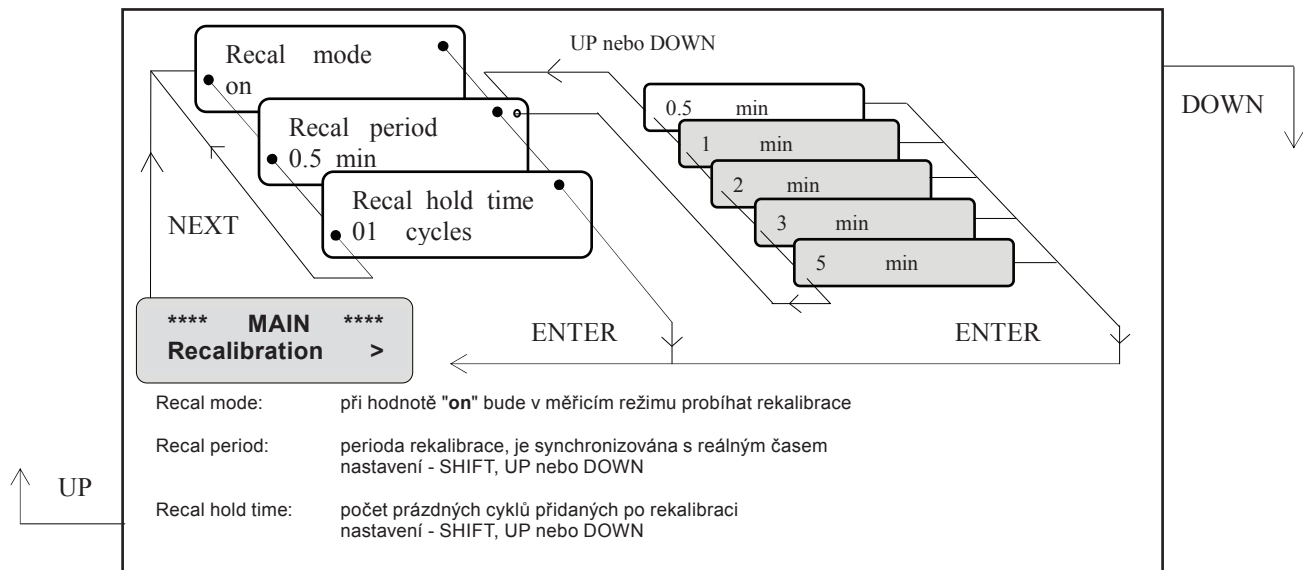 Recal mode
on
UP nebo DOWN
DOWN
Recal period
0.5 min
Recal hold time
01 cycles
0.5 min
1 min
2 min
3 min
5 min
NEXT
**** MAIN ****
Recalibration >
ENTER
ENTER
Recal mode: při hodnotě "on" bude v měřicím režimu probíhat rekalibrace
Recal period: perioda rekalibrace, je synchronizována s reálným časem
nastavení - SHIFT, UP nebo DOWN
UP
Recal hold time: počet prázdných cyklů přidaných po rekalibraci
nastavení - SHIFT, UP nebo DOWN